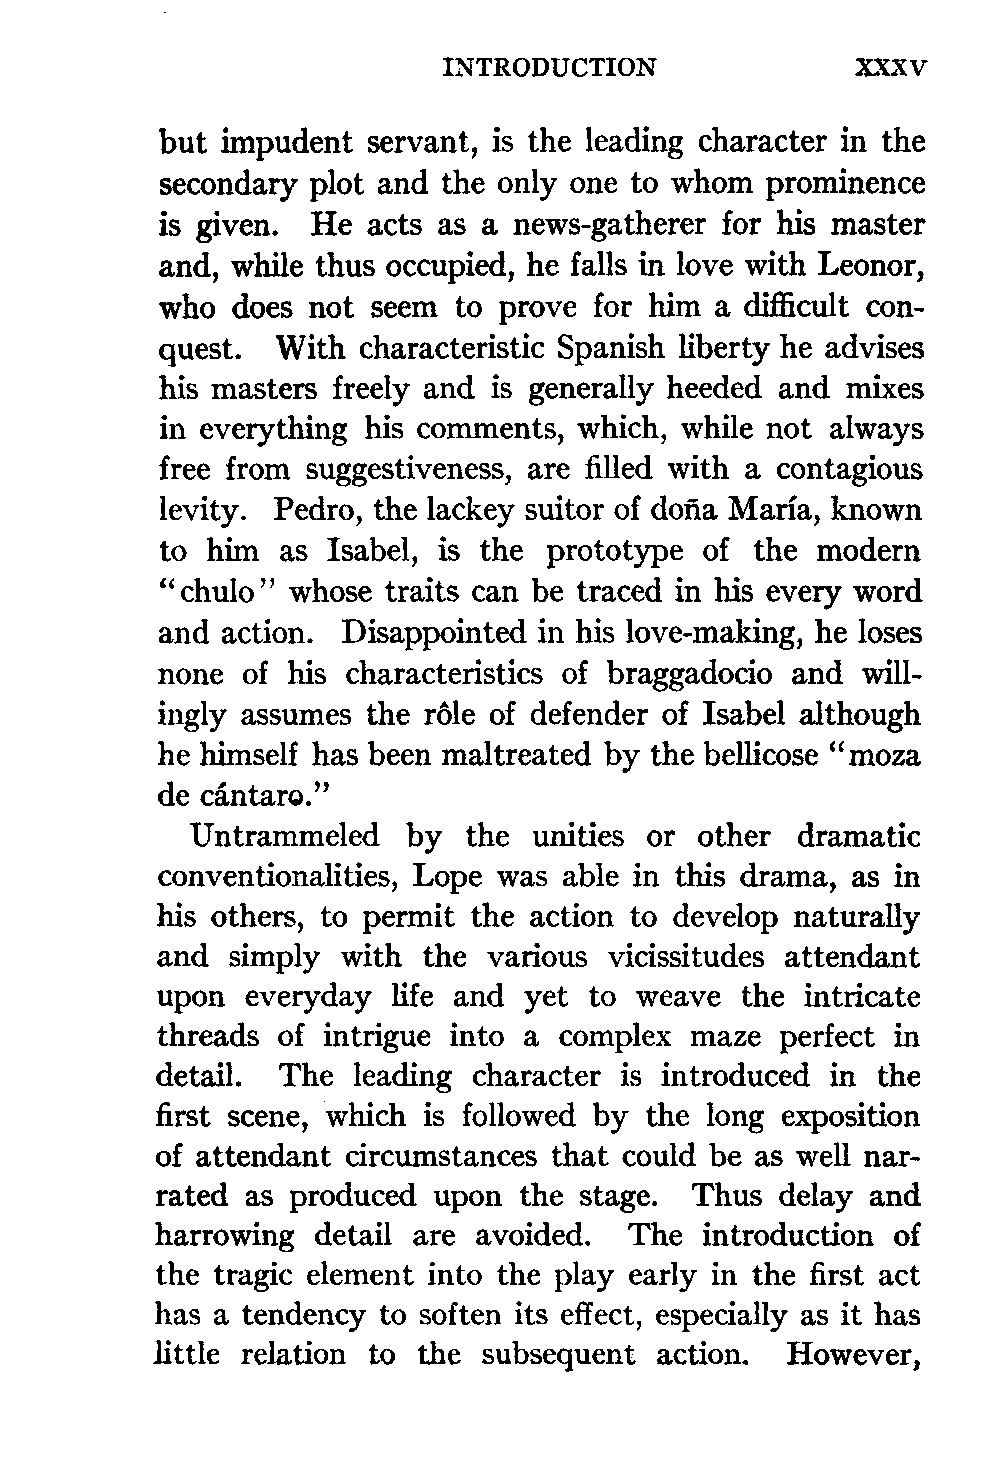 INTRODUCTION XXXV
but impudent servant, is the leading character in the
secondary plot and the only one to whom prominence
is given. He acts as a news-gatherer for his master
and, while thus occupied, he falls in love with Leonor,
who does not seem to prove for him a difficult con-
quest. With characteristic Spanish liberty he advises
his masters freely and is generally heeded and mixes
in everything his comments, which, while not always
free from suggestiveness, are filled with a contagious
levity. Pedro, the lackey suitor of doña María, known
to him as Isabel, is the prototype of the modern
“chulo” whose traits can be traced in his every word
and action. Disappointed in his love-making, he loses
none of his characteristics of braggadocio and will-
ingly assumes the rôle of defender of Isabel although
he himself has been maltreated by the bellicose “moza
de cántaro.”
Untrammeled by the unities or other dramatic
conventionalities, Lope was able in this drama, as in
his others, to permit the action to develop naturally
and simply with the various vicissitudes attendant
upon everyday life and yet to weave the intricate
threads of intrigue into a complex maze perfect in
detail. The leading character is introduced in the
first scene, which is followed by the long exposition
of attendant circumstances that could be as well nar-
rated as produced upon the stage. Thus delay and
harrowing detail are avoided. The introduction of
the tragic element into the play early in the first act
has a tendency to soften its effect, especially as it has
little relation to the subsequent action. However,